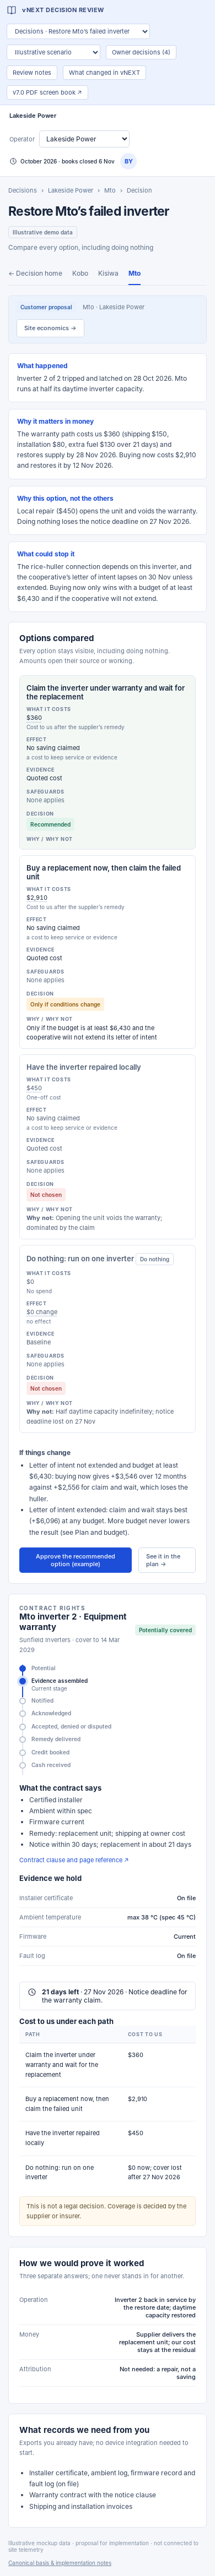 vNEXT DECISION REVIEW
Decisions · Restore Mto's failed inverter
Illustrative scenario
Owner decisions (4)
Review notes
What changed in vNEXT
v7.0 PDF screen book ↗
Lakeside Power
Operator
Lakeside Power
October 2026 · books closed 6 Nov
BY
Decisions › Lakeside Power › Mto › Decision
Restore Mto's failed inverter
Illustrative demo data
Compare every option, including doing nothing
← Decision home
Kobo
Kisiwa
Mto
Customer proposal
Mto · Lakeside Power
Site economics →
What happened
Inverter 2 of 2 tripped and latched on 28 Oct 2026. Mto
runs at half its daytime inverter capacity.
Why it matters in money
The warranty path costs us $360 (shipping $150,
installation $80, extra fuel $130 over 21 days) and
restores supply by 28 Nov 2026. Buying now costs $2,910
and restores it by 12 Nov 2026.
Why this option, not the others
Local repair ($450) opens the unit and voids the warranty.
Doing nothing loses the notice deadline on 27 Nov 2026.
What could stop it
The rice-huller connection depends on this inverter, and
the cooperative's letter of intent lapses on 30 Nov unless
extended. Buying now only wins with a budget of at least
$6,430 and if the cooperative will not extend.
Options compared
Every option stays visible, including doing nothing.
Amounts open their source or working.
Claim the inverter under warranty and wait for
the replacement
WHAT IT COSTS
$360
Cost to us after the supplier's remedy
EFFECT
No saving claimed
a cost to keep service or evidence
EVIDENCE
Quoted cost
SAFEGUARDS
None applies
DECISION
Recommended
WHY / WHY NOT
Buy a replacement now, then claim the failed
unit
WHAT IT COSTS
$2,910
Cost to us after the supplier's remedy
EFFECT
No saving claimed
a cost to keep service or evidence
EVIDENCE
Quoted cost
SAFEGUARDS
None applies
DECISION
Only if conditions change
WHY / WHY NOT
Only if the budget is at least $6,430 and the
cooperative will not extend its letter of intent
Have the inverter repaired locally
WHAT IT COSTS
$450
One-off cost
EFFECT
No saving claimed
a cost to keep service or evidence
EVIDENCE
Quoted cost
SAFEGUARDS
None applies
DECISION
Not chosen
WHY / WHY NOT
Why not: Opening the unit voids the warranty;
dominated by the claim
Do nothing: run on one inverter
Do nothing
WHAT IT COSTS
$0
No spend
EFFECT
$0 change
no effect
EVIDENCE
Baseline
SAFEGUARDS
None applies
DECISION
Not chosen
WHY / WHY NOT
Why not: Half daytime capacity indefinitely; notice
deadline lost on 27 Nov
If things change
• Letter of intent not extended and budget at least
$6,430: buying now gives +$3,546 over 12 months
against +$2,556 for claim and wait, which loses the
huller.
• Letter of intent extended: claim and wait stays best
(+$6,096) at any budget. More budget never lowers
the result (see Plan and budget).
Approve the recommended
option (example)
See it in the
plan →
CONTRACT RIGHTS
Mto inverter 2 · Equipment
warranty
Potentially covered
Sunfield Inverters · cover to 14 Mar
2029
Potential
Evidence assembled
Current stage
Notified
Acknowledged
Accepted, denied or disputed
Remedy delivered
Credit booked
Cash received
What the contract says
• Certified installer
• Ambient within spec
• Firmware current
• Remedy: replacement unit; shipping at owner cost
• Notice within 30 days; replacement in about 21 days
Contract clause and page reference ↗
Evidence we hold
Installer certificate
On file
Ambient temperature
max 38 °C (spec 45 °C)
Firmware
Current
Fault log
On file
21 days left · 27 Nov 2026 · Notice deadline for
the warranty claim.
Cost to us under each path
PATH
COST TO US
Claim the inverter under
warranty and wait for the
replacement
$360
Buy a replacement now, then
claim the failed unit
$2,910
Have the inverter repaired
locally
$450
Do nothing: run on one
inverter
$0 now; cover lost
after 27 Nov 2026
This is not a legal decision. Coverage is decided by the
supplier or insurer.
How we would prove it worked
Three separate answers; one never stands in for another.
Operation
Inverter 2 back in service by
the restore date; daytime
capacity restored
Money
Supplier delivers the
replacement unit; our cost
stays at the residual
Attribution
Not needed: a repair, not a
saving
What records we need from you
Exports you already have; no device integration needed to
start.
• Installer certificate, ambient log, firmware record and
fault log (on file)
• Warranty contract with the notice clause
• Shipping and installation invoices
Illustrative mockup data · proposal for implementation · not connected to
site telemetry
Canonical basis & implementation notes